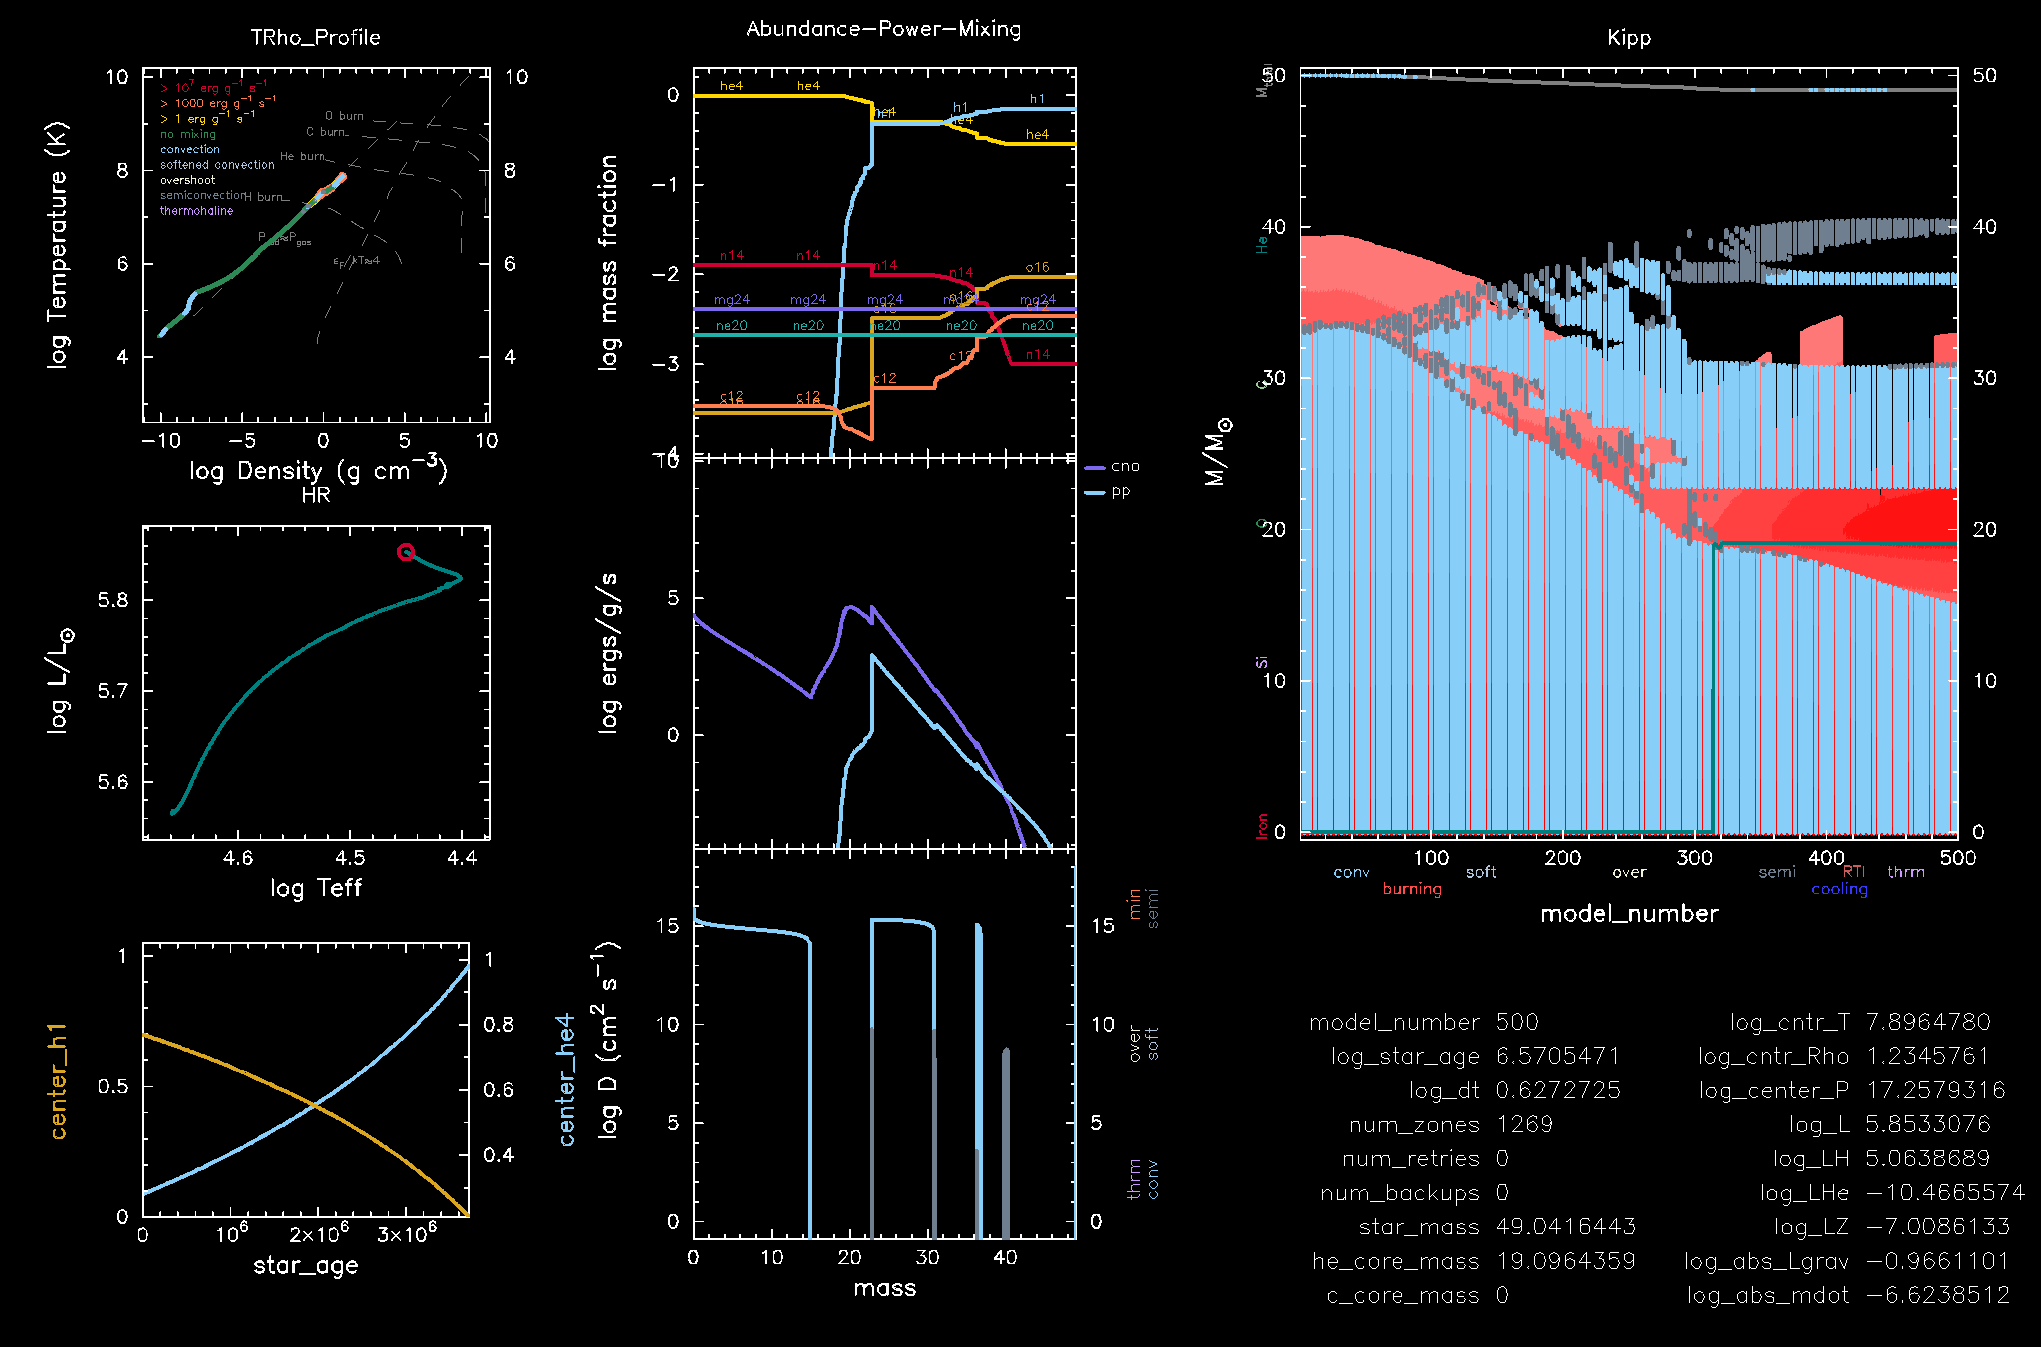 TRho_Profile
10
8
6
4
10
8
6
4
> 10⁷ erg g⁻¹ s⁻¹
> 1000 erg g⁻¹ s⁻¹
> 1 erg g⁻¹ s⁻¹
no mixing
convection
softened convection
overshoot
semiconvection
thermohaline
O burn
C burn
He burn
H burn
εF/kT≈4
log Temperature (K)
−10
−5
0
5
10
log Density (g cm⁻³)
HR
5.8
5.7
5.6
log L/L⊙
4.6
4.5
4.4
log Teff
1
0.5
0
1
0.8
0.6
0.4
center_h1
center_he4
0
10⁶
2×10⁶
3×10⁶
star_age
Abundance−Power−Mixing
0
−1
−2
−3
−4
log mass fraction
he4
he4
h1
h1
he4
n14
n14
n14
n14
o16
mg24
mg24
mg24
mg24
ne20
ne20
ne20
ne20
ne20
c12
c12
c12
c12
c12
n14
10
5
0
log ergs/g/s
cno
pp
15
10
5
0
15
10
5
0
log D (cm² s⁻¹)
min
semi
over
soft
thrm
conv
0
10
20
30
40
mass
Kipp
50
40
30
20
10
0
50
40
30
20
10
0
He
C
O
Si
Iron
M/M⊙
100
200
300
400
500
conv
soft
over
semi
RTI
thrm
burning
cooling
model_number
model_number 500
log_star_age 6.5705471
log_dt 0.6272725
num_zones 1269
num_retries 0
num_backups 0
star_mass 49.0416443
he_core_mass 19.0964359
c_core_mass 0
log_cntr_T 7.8964780
log_cntr_Rho 1.2345761
log_center_P 17.2579316
log_L 5.8533076
log_LH 5.0638689
log_LHe −10.4665574
log_LZ −7.0086133
log_abs_Lgrav −0.9661101
log_abs_mdot −6.6238512